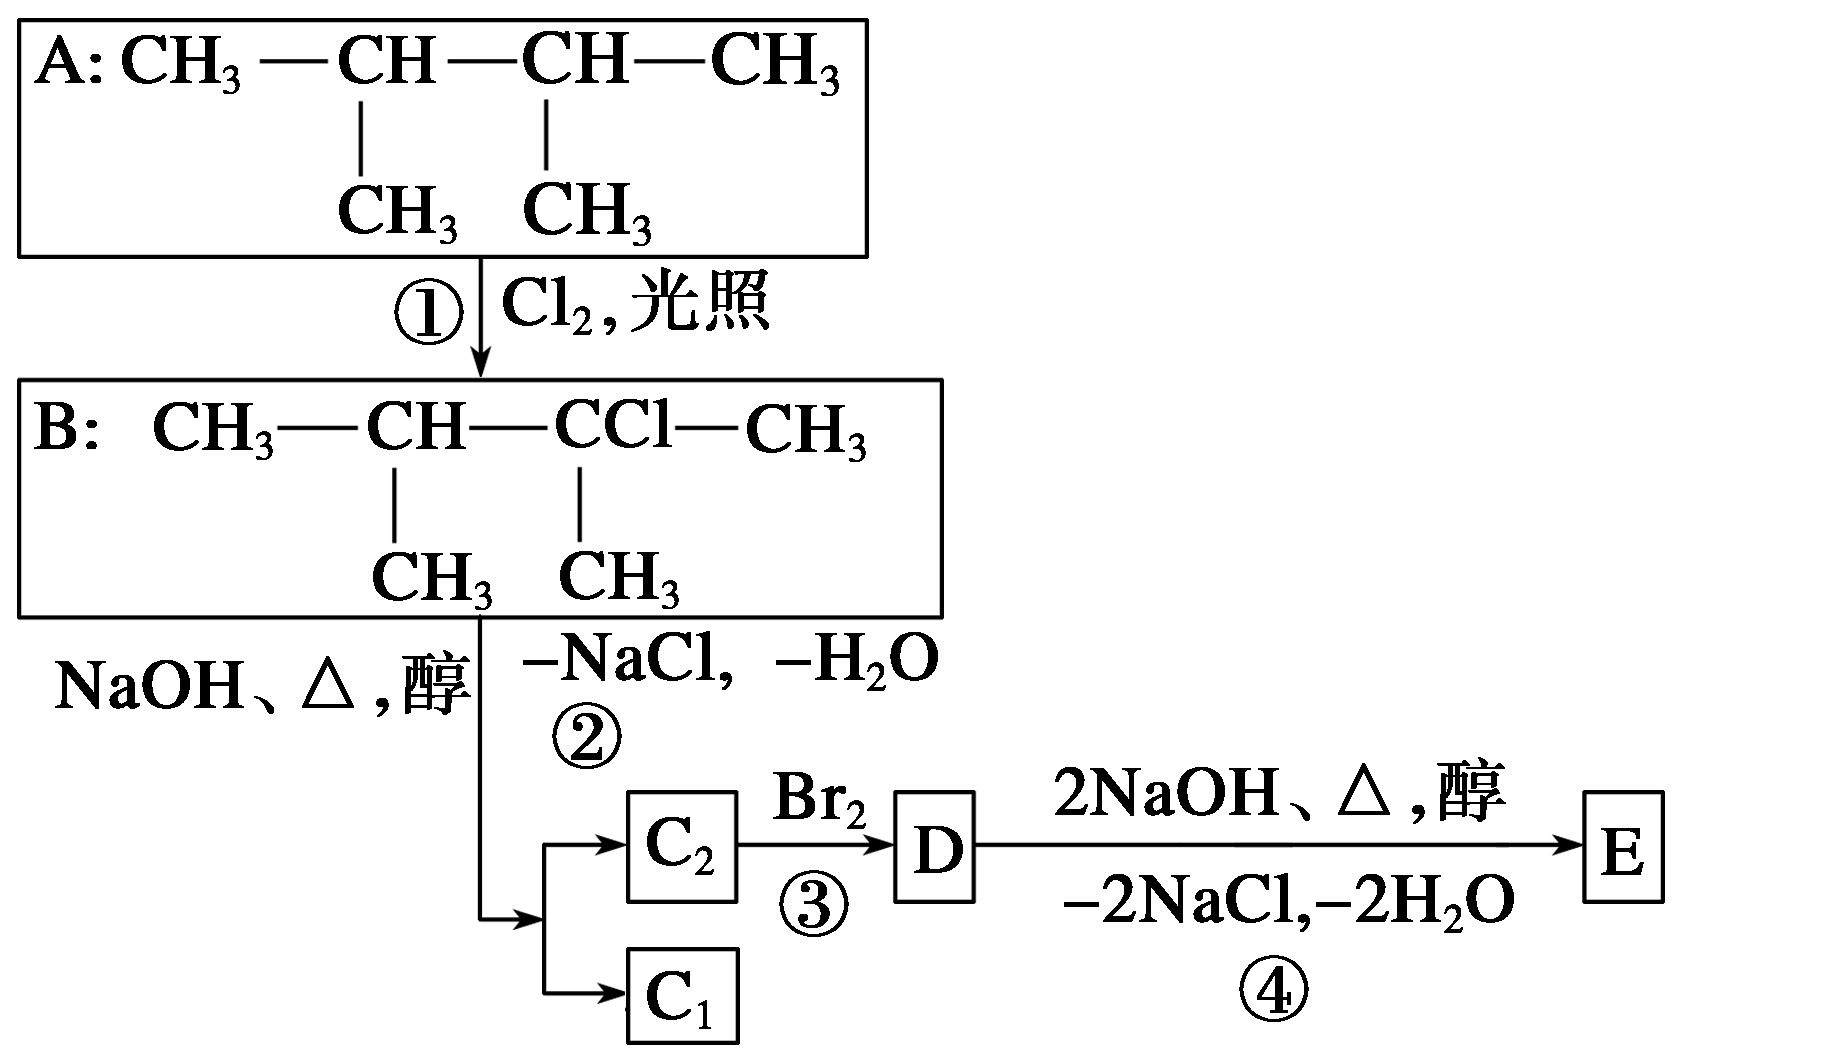 A: CH₃—CH—CH—CH₃
CH₃ CH₃
① Cl₂,光照
B: CH₃—CH—CCl—CH₃
CH₃ CH₃
NaOH、△,醇 –NaCl, –H₂O
②
C₂ Br₂ D 2NaOH、△,醇 E
③ –2NaCl,–2H₂O
④
C₁